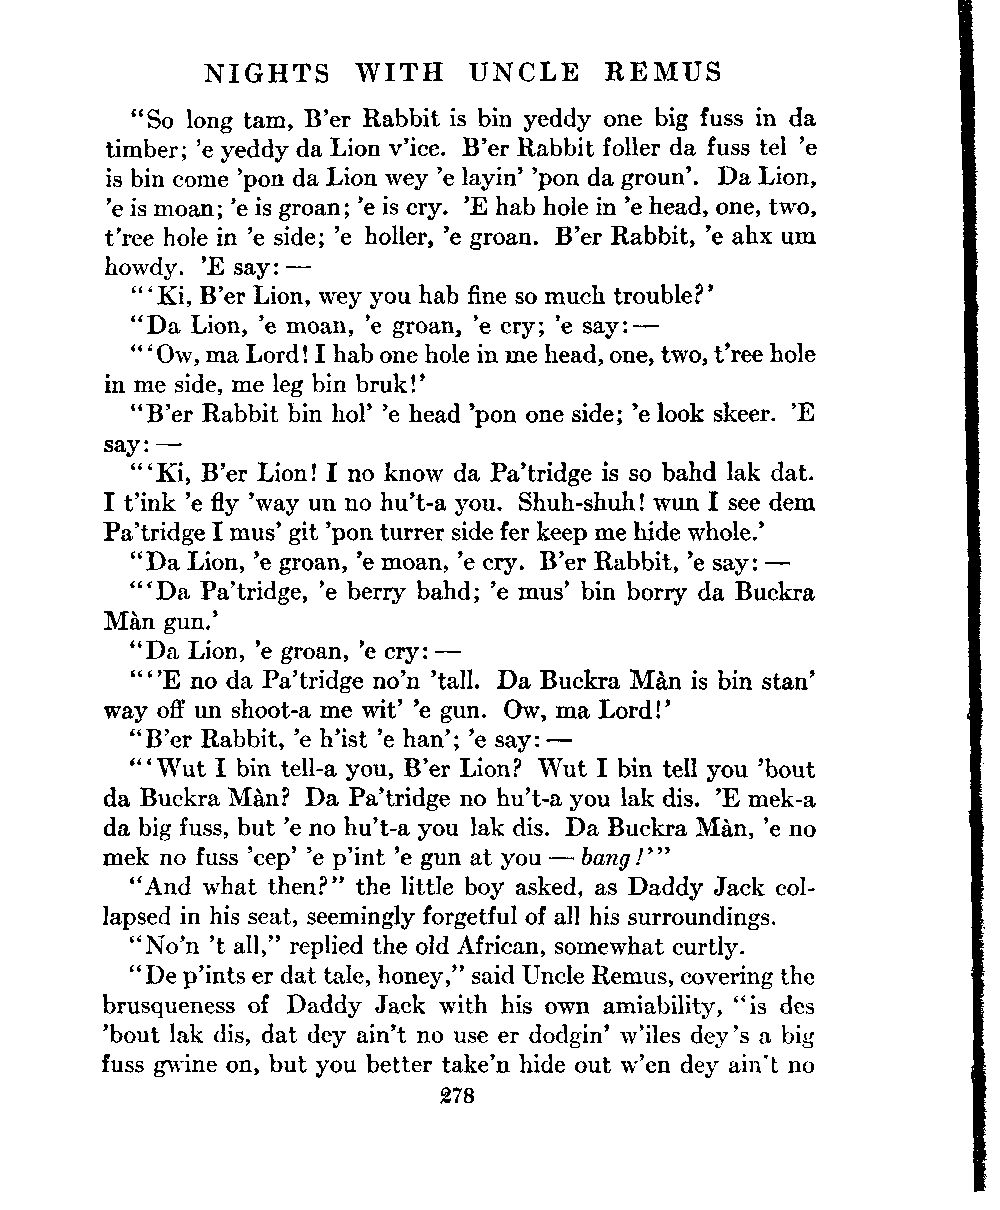 NIGHTS WITH UNCLE REMUS
“So long tam, B’er Rabbit is bin yeddy one big fuss in da
timber; ’e yeddy da Lion v’ice. B’er Rabbit foller da fuss tel ’e
is bin come ’pon da Lion wey ’e layin’ ’pon da groun’. Da Lion,
’e is moan; ’e is groan; ’e is cry. ’E hab hole in ’e head, one, two,
t’ree hole in ’e side; ’e holler, ’e groan. B’er Rabbit, ’e ahx um
howdy. ’E say: —
“‘Ki, B’er Lion, wey you hab fine so much trouble?’
“Da Lion, ’e moan, ’e groan, ’e cry; ’e say: —
“‘Ow, ma Lord! I hab one hole in me head, one, two, t’ree hole
in me side, me leg bin bruk!’
“B’er Rabbit bin hol’ ’e head ’pon one side; ’e look skeer. ’E
say: —
“‘Ki, B’er Lion! I no know da Pa’tridge is so bahd lak dat.
I t’ink ’e fly ’way un no hu’t-a you. Shuh-shuh! wun I see dem
Pa’tridge I mus’ git ’pon turrer side fer keep me hide whole.’
“Da Lion, ’e groan, ’e moan, ’e cry. B’er Rabbit, ’e say: —
“‘Da Pa’tridge, ’e berry bahd; ’e mus’ bin borry da Buckra
Màn gun.’
“Da Lion, ’e groan, ’e cry: —
“‘’E no da Pa’tridge no’n ’tall. Da Buckra Màn is bin stan’
way off un shoot-a me wit’ ’e gun. Ow, ma Lord!’
“B’er Rabbit, ’e h’ist ’e han’; ’e say: —
“‘Wut I bin tell-a you, B’er Lion? Wut I bin tell you ’bout
da Buckra Màn? Da Pa’tridge no hu’t-a you lak dis. ’E mek-a
da big fuss, but ’e no hu’t-a you lak dis. Da Buckra Màn, ’e no
mek no fuss ’cep’ ’e p’int ’e gun at you — bang!’”
“And what then?” the little boy asked, as Daddy Jack col-
lapsed in his seat, seemingly forgetful of all his surroundings.
“No’n ’t all,” replied the old African, somewhat curtly.
“De p’ints er dat tale, honey,” said Uncle Remus, covering the
brusqueness of Daddy Jack with his own amiability, “is des
’bout lak dis, dat dey ain’t no use er dodgin’ w’iles dey’s a big
fuss gwine on, but you better take’n hide out w’en dey ain’t no
278